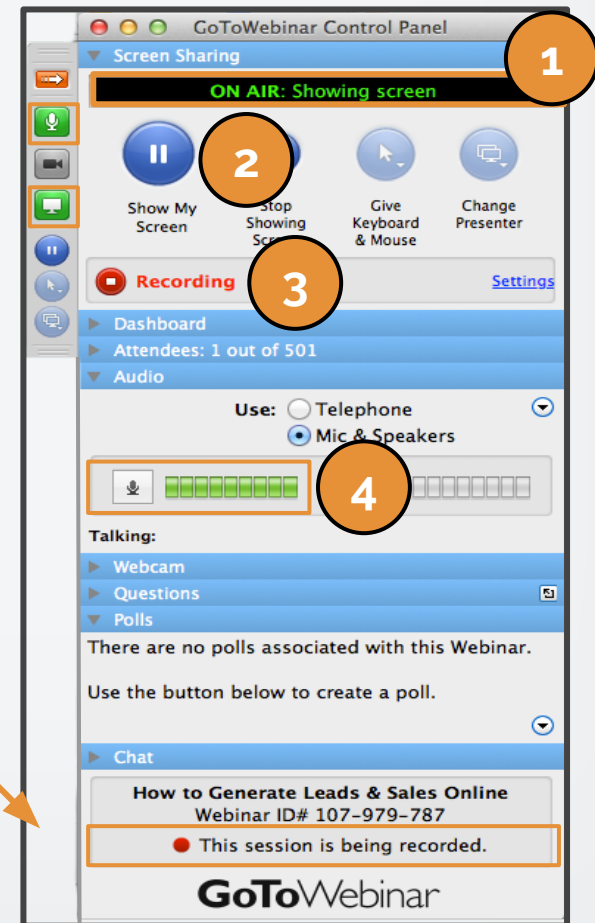 GoToWebinar Control Panel
Screen Sharing
1
ON AIR: Showing screen
2
Show My
Screen
Stop
Showing
Give
Keyboard
& Mouse
Change
Presenter
Recording
3
Settings
Dashboard
Attendees: 1 out of 501
Audio
Use: Telephone
Mic & Speakers
4
Talking:
Webcam
Questions
Polls
There are no polls associated with this Webinar.
Use the button below to create a poll.
Chat
How to Generate Leads & Sales Online
Webinar ID# 107-979-787
This session is being recorded.
GoToWebinar